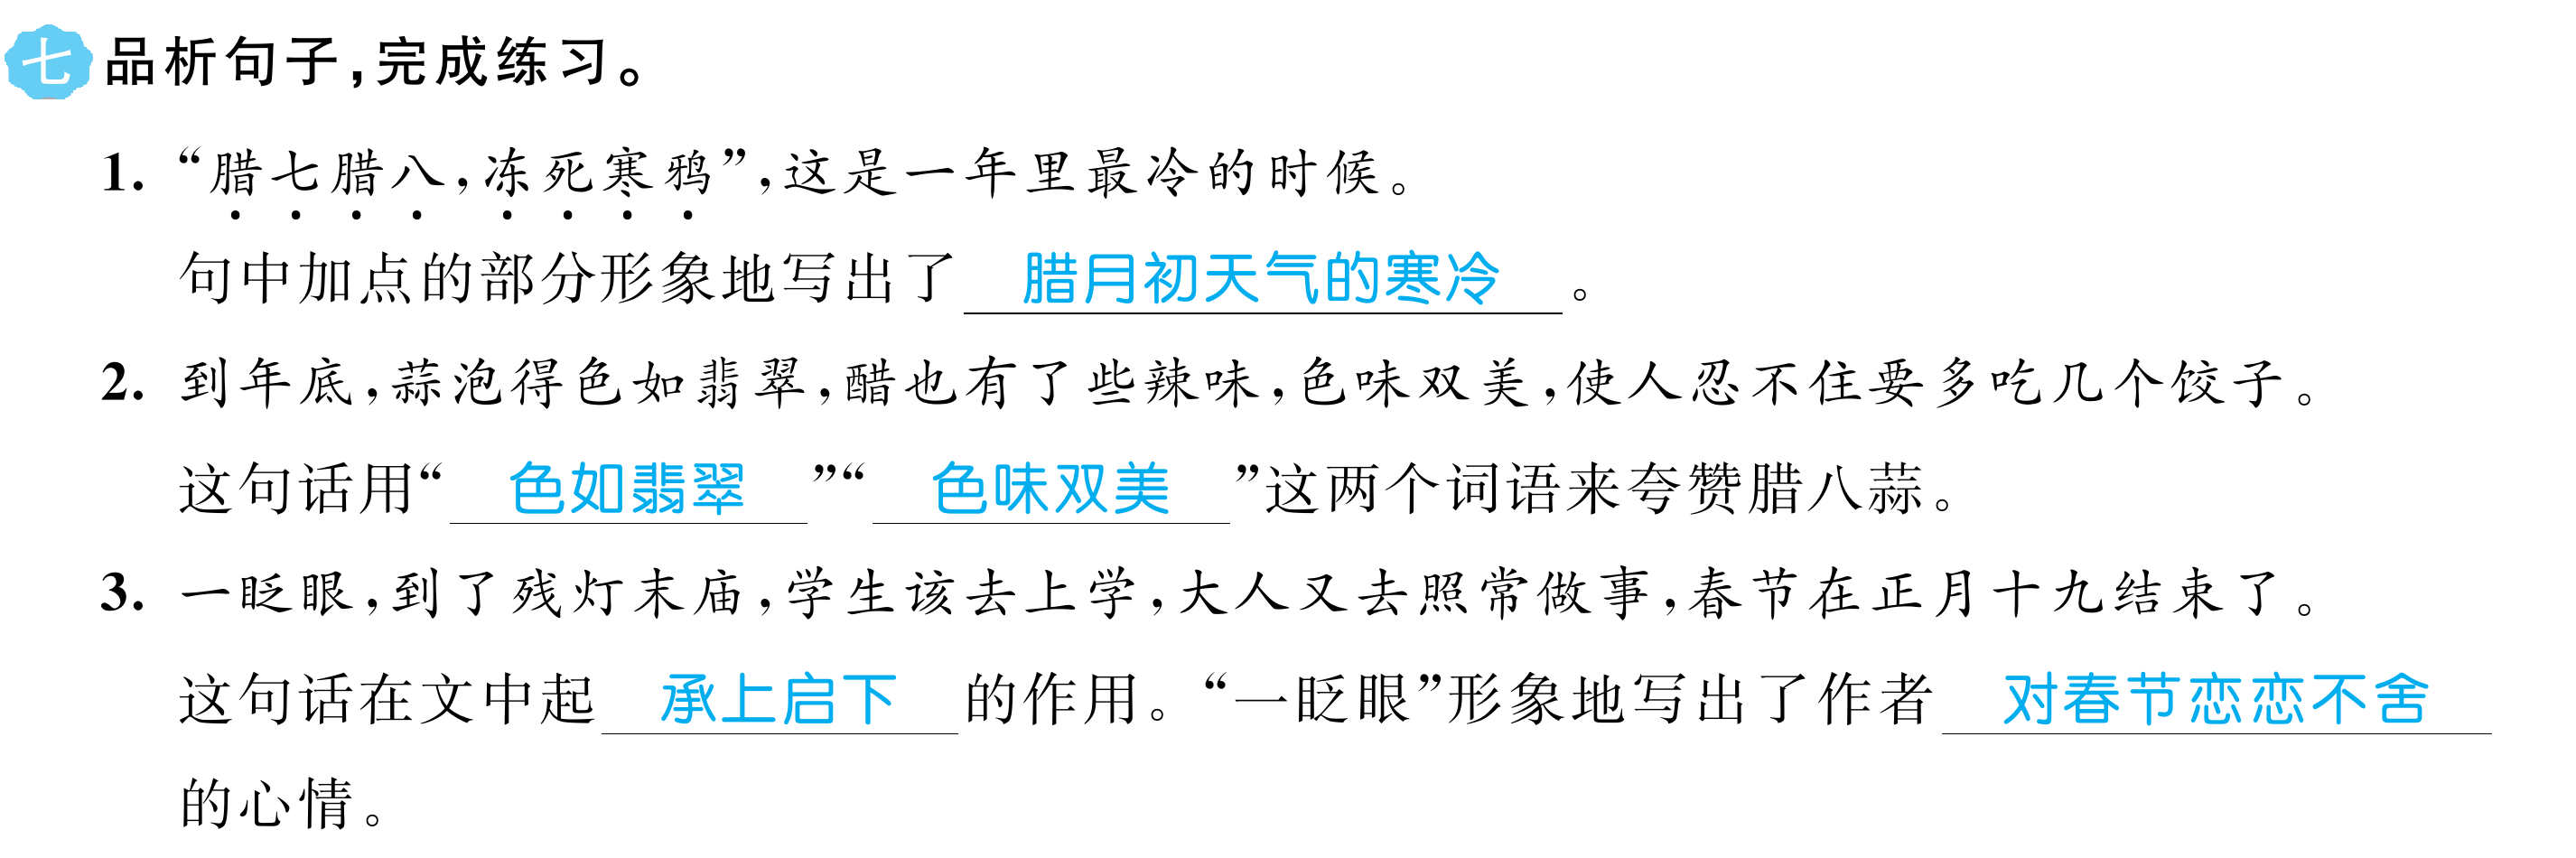 七 品析句子,完成练习。
1. “腊七腊八,冻死寒鸦”,这是一年里最冷的时候。
句中加点的部分形象地写出了 腊月初天气的寒冷 。
2. 到年底,蒜泡得色如翡翠,醋也有了些辣味,色味双美,使人忍不住要多吃几个饺子。
这句话用“ 色如翡翠 ”“ 色味双美 ”这两个词语来夸赞腊八蒜。
3. 一眨眼,到了残灯末庙,学生该去上学,大人又去照常做事,春节在正月十九结束了。
这句话在文中起 承上启下 的作用。“一眨眼”形象地写出了作者 对春节恋恋不舍
的心情。